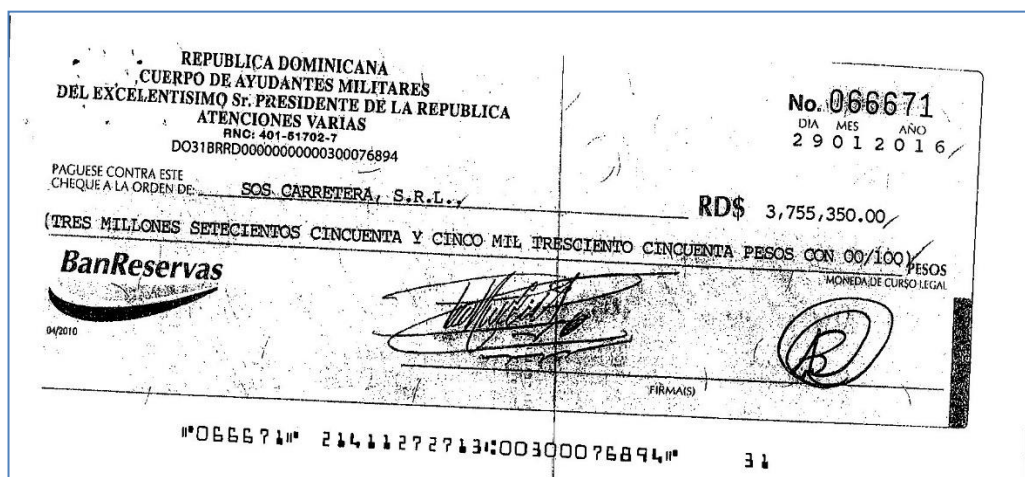 REPUBLICA DOMINICANA
CUERPO DE AYUDANTES MILITARES
DEL EXCELENTISIMO Sr. PRESIDENTE DE LA REPUBLICA
ATENCIONES VARIAS
RNC: 401-51702-7
DO31BRRD00000000000300076894
No. 066671
DIA MES AÑO
29 01 2016
PAGUESE CONTRA ESTE
CHEQUE A LA ORDEN DE: SOS CARRETERA, S.R.L.,
RD$ 3,755,350.00
(TRES MILLONES SETECIENTOS CINCUENTA Y CINCO MIL TRESCIENTO CINCUENTA PESOS CON 00/100) PESOS
MONEDA DE CURSO LEGAL
BanReservas
04/2010
FIRMA(S)
⑈066671⑈ 21411272713⑆00300076894⑈ 31